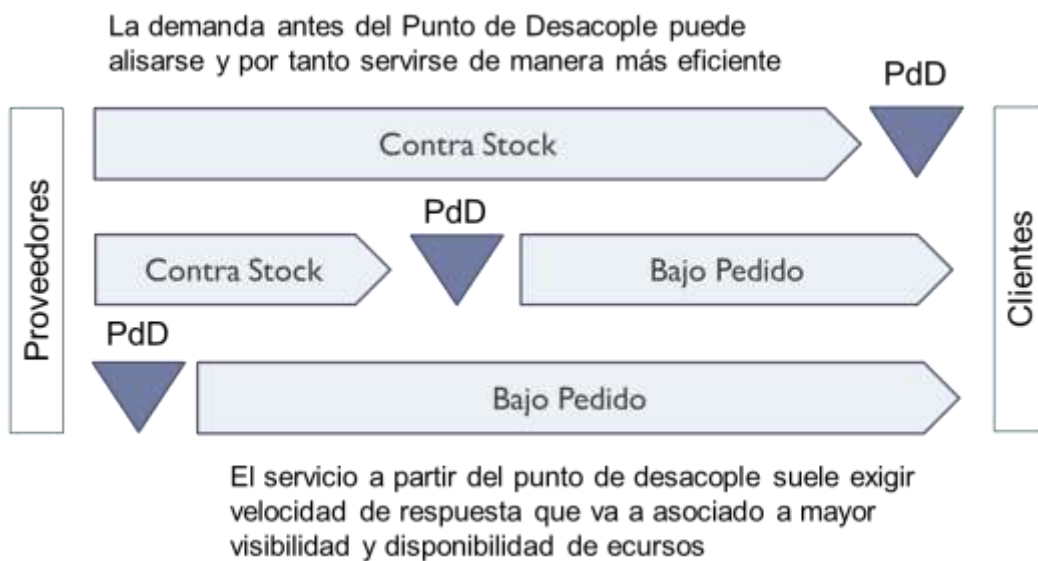 La demanda antes del Punto de Desacople puede
alisarse y por tanto servirse de manera más eficiente
PdD
Proveedores
Contra Stock
Clientes
PdD
Contra Stock
Bajo Pedido
PdD
Bajo Pedido
El servicio a partir del punto de desacople suele exigir
velocidad de respuesta que va a asociado a mayor
visibilidad y disponibilidad de ecursos